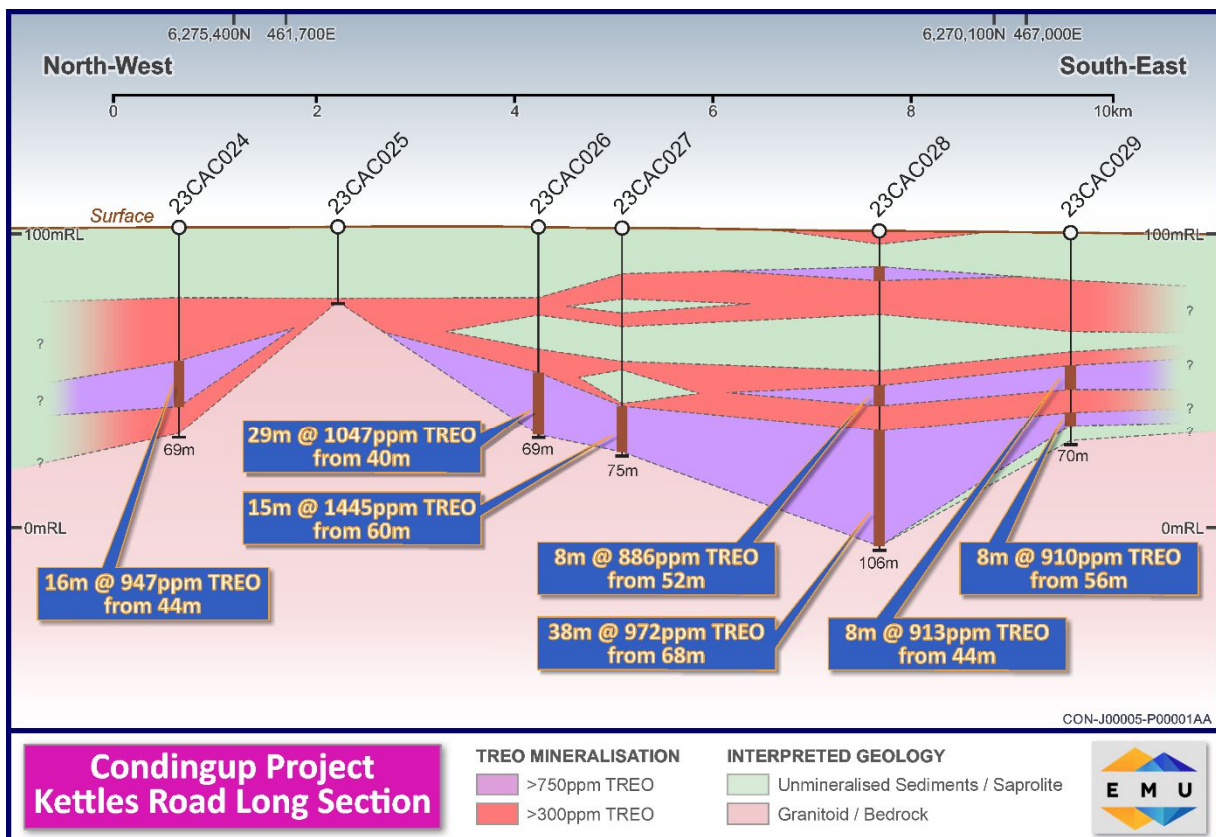 6,275,400N 461,700E
6,270,100N 467,000E
North-West
South-East
0 2 4 6 8 10km
23CAC024
23CAC025
23CAC026
23CAC027
23CAC028
23CAC029
Surface
100mRL
100mRL
?
?
?
?
?
?
69m
69m
75m
106m
70m
0mRL
0mRL
29m @ 1047ppm TREO
from 40m
15m @ 1445ppm TREO
from 60m
16m @ 947ppm TREO
from 44m
8m @ 886ppm TREO
from 52m
8m @ 910ppm TREO
from 56m
38m @ 972ppm TREO
from 68m
8m @ 913ppm TREO
from 44m
CON-J00005-P00001AA
Condingup Project
Kettles Road Long Section
TREO MINERALISATION
>750ppm TREO
>300ppm TREO
INTERPRETED GEOLOGY
Unmineralised Sediments / Saprolite
Granitoid / Bedrock
E M U